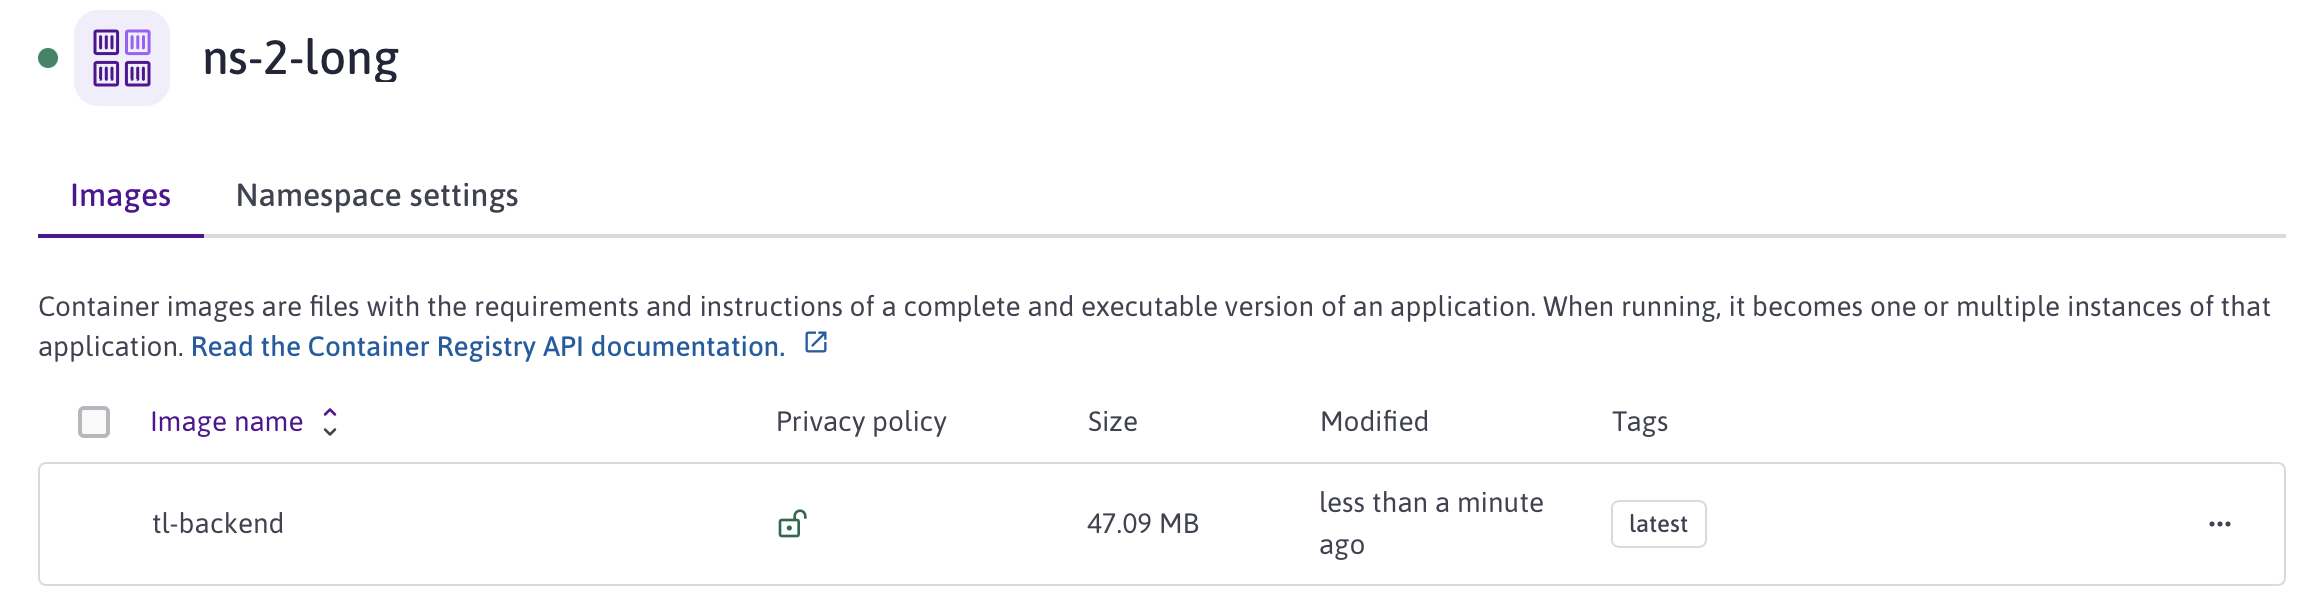 ns-2-long
Images Namespace settings
Container images are files with the requirements and instructions of a complete and executable version of an application. When running, it becomes one or multiple instances of that
application. Read the Container Registry API documentation.
Image name Privacy policy Size Modified Tags
tl-backend 47.09 MB less than a minute ago latest